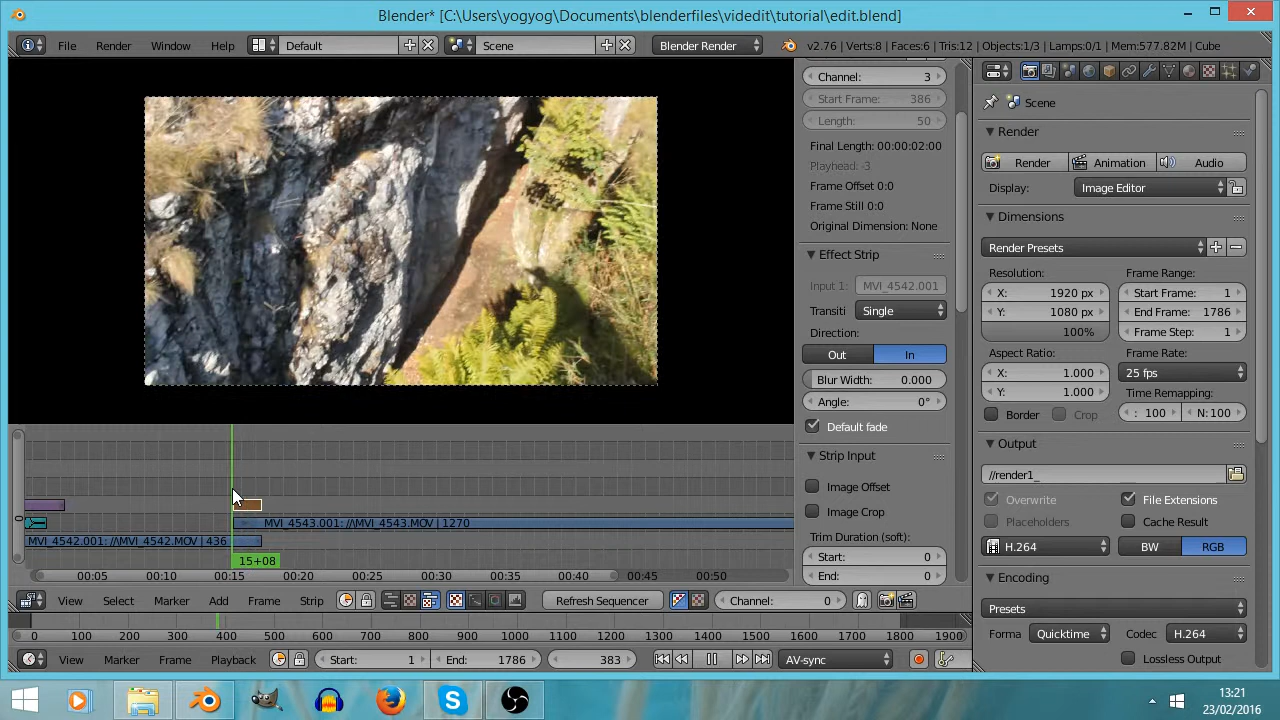 Blender* [C:\Users\yogyog\Documents\blenderfiles\videdit\tutorial\edit.blend]
File Render Window Help Default Scene Blender Render v2.76 | Verts:8 | Faces:6 | Tris:12 | Objects:1/3 | Lamps:0/1 | Mem:577.82M | Cube
Channel: 3
Start Frame: 386
Length: 50
Final Length: 00:00:02:00
Playhead: -3
Frame Offset 0:0
Frame Still 0:0
Original Dimension: None
Effect Strip
Input 1: MVI_4542.001
Transiti Single
Direction:
Out In
Blur Width: 0.000
Angle: 0°
Default fade
Strip Input
Image Offset
Image Crop
Trim Duration (soft):
Start: 0
End: 0
Scene
Render
Render Animation Audio
Display: Image Editor
Dimensions
Render Presets
Resolution: Frame Range:
X: 1920 px Start Frame: 1
Y: 1080 px End Frame: 1786
100% Frame Step: 1
Aspect Ratio: Frame Rate:
X: 1.000 25 fps
Y: 1.000 Time Remapping:
Border Crop : 100 N:100
Output
//render1_
Overwrite File Extensions
Placeholders Cache Result
H.264 BW RGB
Encoding
Presets
Forma Quicktime Codec H.264
Lossless Output
MVI_4543.001: //MVI_4543.MOV | 1270
MVI_4542.001: //MVI_4542.MOV | 436
15+08
00:05 00:10 00:15 00:20 00:25 00:30 00:35 00:40 00:45 00:50
View Select Marker Add Frame Strip Refresh Sequencer Channel: 0
0 100 200 300 400 500 600 700 800 900 1000 1100 1200 1300 1400 1500 1600 1700 1800 1900
View Marker Frame Playback Start: 1 End: 1786 383 AV-sync
13:21
23/02/2016